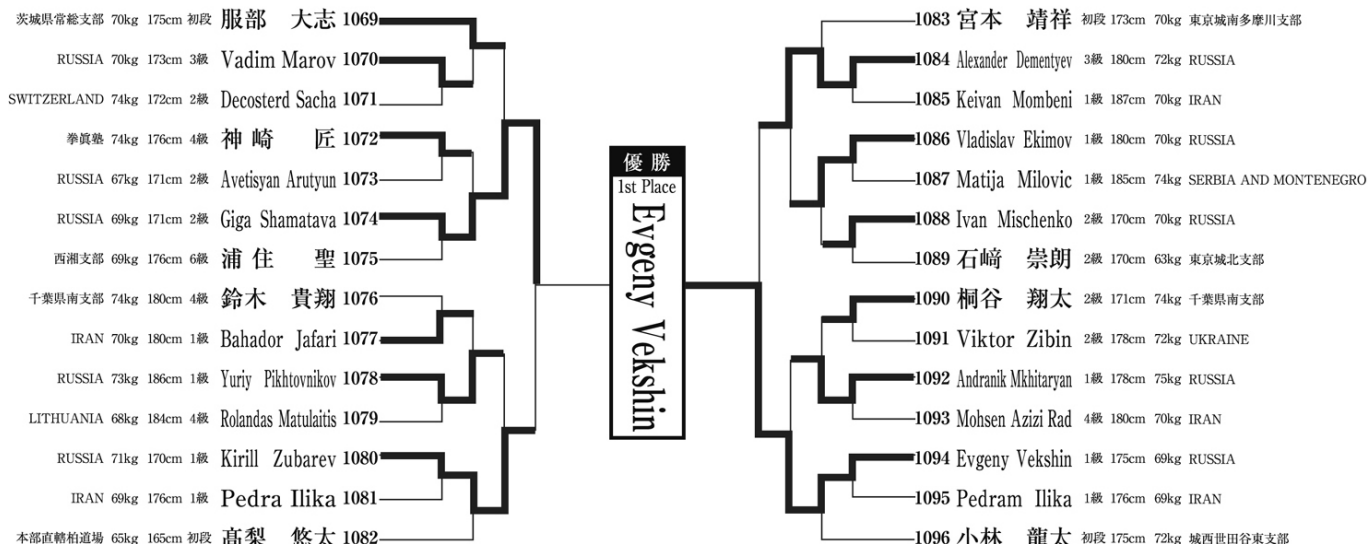 茨城県常総支部 70kg 175cm 初段 服部 大志 1069
RUSSIA 70kg 173cm 3級 Vadim Marov 1070
SWITZERLAND 74kg 172cm 2級 Decosterd Sacha 1071
拳眞塾 74kg 176cm 4級 神崎 匠 1072
RUSSIA 67kg 171cm 2級 Avetisyan Arutyun 1073
RUSSIA 69kg 171cm 2級 Giga Shamatava 1074
西湘支部 69kg 176cm 6級 浦住 聖 1075
千葉県南支部 74kg 180cm 4級 鈴木 貴翔 1076
IRAN 70kg 180cm 1級 Bahador Jafari 1077
RUSSIA 73kg 186cm 1級 Yuriy Pikhtovnikov 1078
LITHUANIA 68kg 184cm 4級 Rolandas Matulaitis 1079
RUSSIA 71kg 170cm 1級 Kirill Zubarev 1080
IRAN 69kg 176cm 1級 Pedra Ilika 1081
本部直轄柏道場 65kg 165cm 初段 髙梨 悠太 1082
優勝
1st Place
Evgeny Vekshin
1083 宮本 靖祥 初段 173cm 70kg 東京城南多摩川支部
1084 Alexander Dementyev 3級 180cm 72kg RUSSIA
1085 Keivan Mombeni 1級 187cm 70kg IRAN
1086 Vladislav Ekimov 1級 180cm 70kg RUSSIA
1087 Matija Milovic 1級 185cm 74kg SERBIA AND MONTENEGRO
1088 Ivan Mischenko 2級 170cm 70kg RUSSIA
1089 石﨑 崇朗 2級 170cm 63kg 東京城北支部
1090 桐谷 翔太 2級 171cm 74kg 千葉県南支部
1091 Viktor Zibin 2級 178cm 72kg UKRAINE
1092 Andranik Mkhitaryan 1級 178cm 75kg RUSSIA
1093 Mohsen Azizi Rad 4級 180cm 70kg IRAN
1094 Evgeny Vekshin 1級 175cm 69kg RUSSIA
1095 Pedram Ilika 1級 176cm 69kg IRAN
1096 小林 龍太 初段 175cm 72kg 城西世田谷東支部